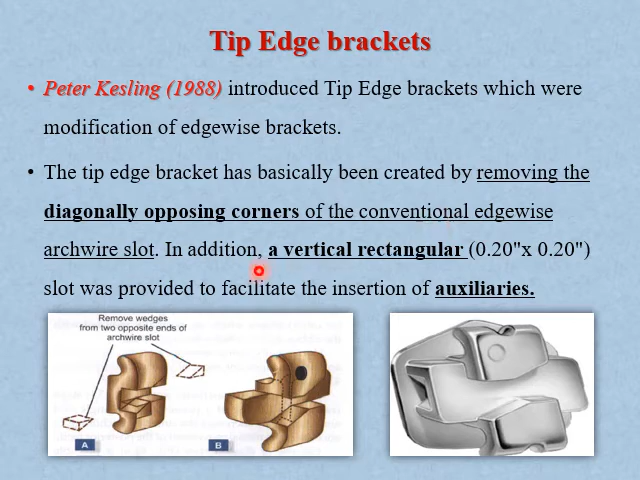 Tip Edge brackets
• Peter Kesling (1988) introduced Tip Edge brackets which were
modification of edgewise brackets.
• The tip edge bracket has basically been created by removing the
diagonally opposing corners of the conventional edgewise
archwire slot. In addition, a vertical rectangular (0.20"x 0.20")
slot was provided to facilitate the insertion of auxiliaries.
Remove wedges
from two opposite ends of
archwire slot
A
B